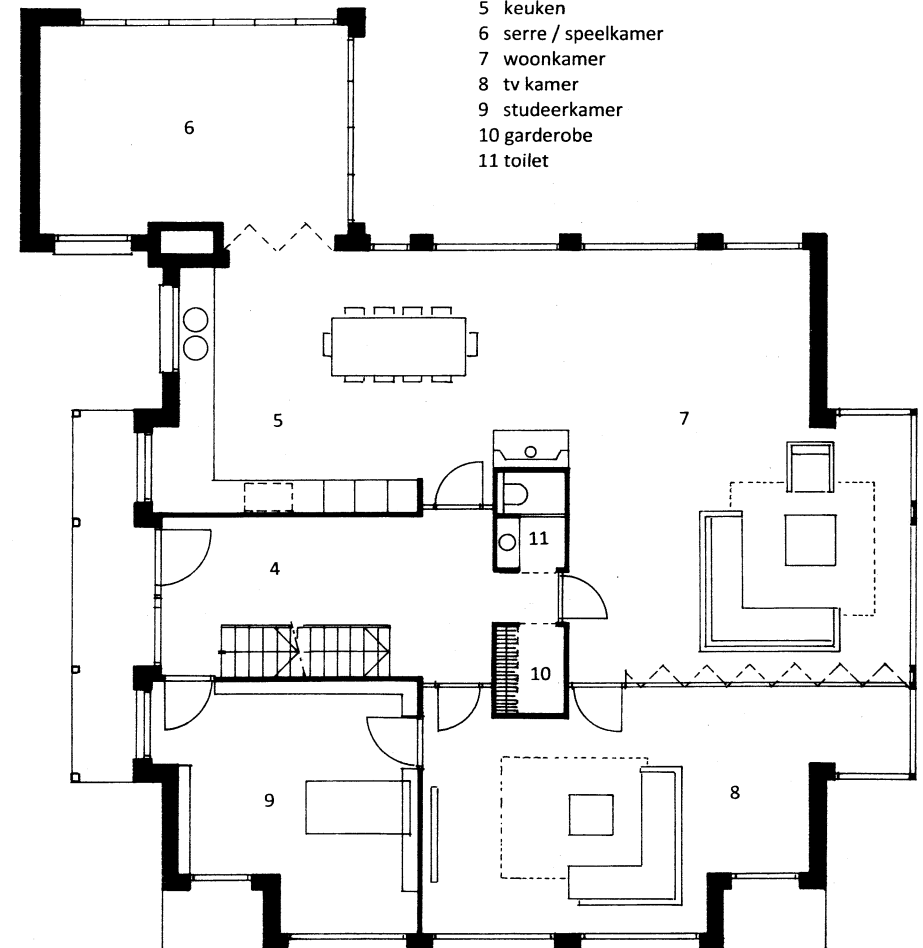 5 keuken
6 serre / speelkamer
7 woonkamer
8 tv kamer
9 studeerkamer
10 garderobe
11 toilet
6
5
7
11
4
10
9
8